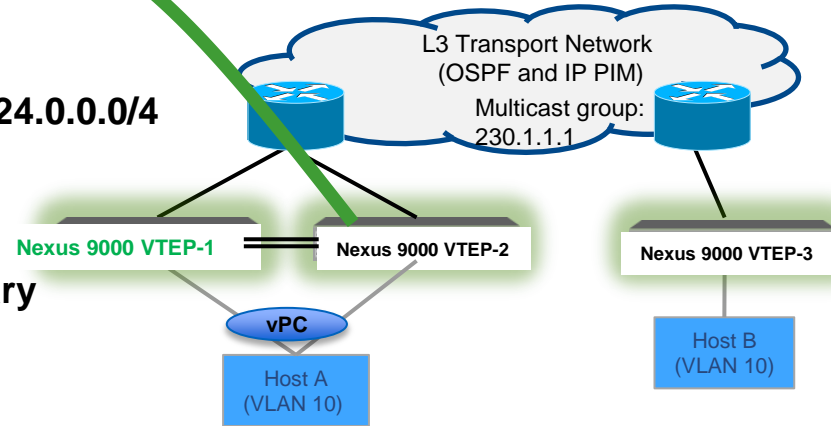 L3 Transport Network
(OSPF and IP PIM)
Multicast group:
230.1.1.1
24.0.0.0/4
Nexus 9000 VTEP-1
Nexus 9000 VTEP-2
Nexus 9000 VTEP-3
ry
vPC
Host A
(VLAN 10)
Host B
(VLAN 10)